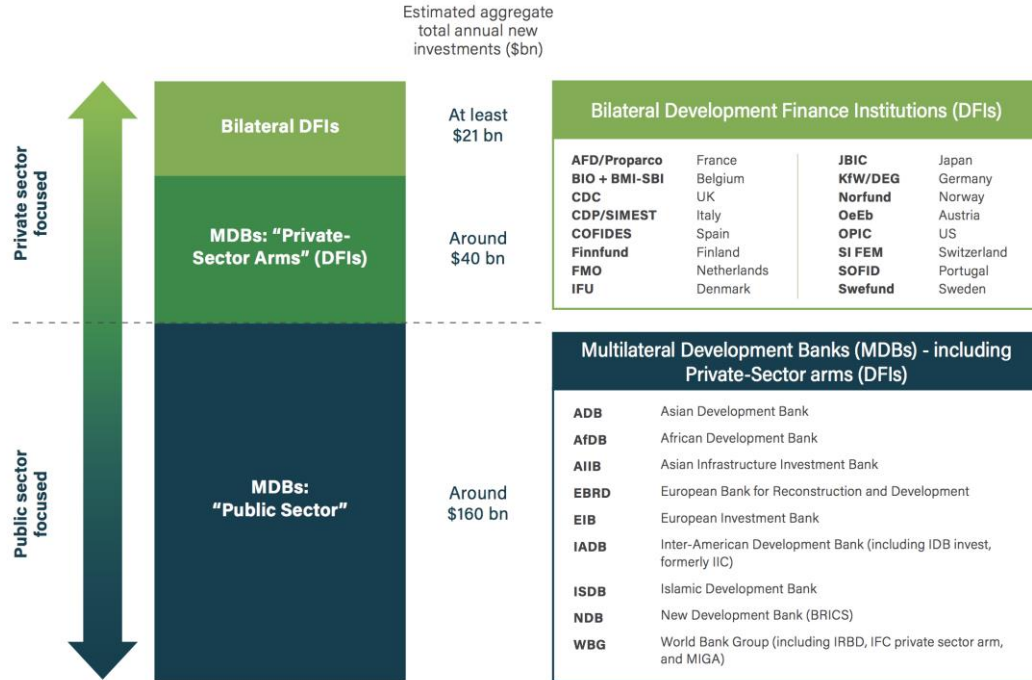 Estimated aggregate
total annual new
investments ($bn)
Private sector
focused
Public sector
focused
Bilateral DFIs
At least
$21 bn
MDBs: “Private-
Sector Arms” (DFIs)
Around
$40 bn
MDBs:
“Public Sector”
Around
$160 bn
Bilateral Development Finance Institutions (DFIs)
AFD/Proparco France JBIC Japan
BIO + BMI-SBI Belgium KfW/DEG Germany
CDC UK Norfund Norway
CDP/SIMEST Italy OeEb Austria
COFIDES Spain OPIC US
Finnfund Finland SI FEM Switzerland
FMO Netherlands SOFID Portugal
IFU Denmark Swefund Sweden
Multilateral Development Banks (MDBs) - including
Private-Sector arms (DFIs)
ADB Asian Development Bank
AfDB African Development Bank
AIIB Asian Infrastructure Investment Bank
EBRD European Bank for Reconstruction and Development
EIB European Investment Bank
IADB Inter-American Development Bank (including IDB invest,
formerly IIC)
ISDB Islamic Development Bank
NDB New Development Bank (BRICS)
WBG World Bank Group (including IRBD, IFC private sector arm,
and MIGA)